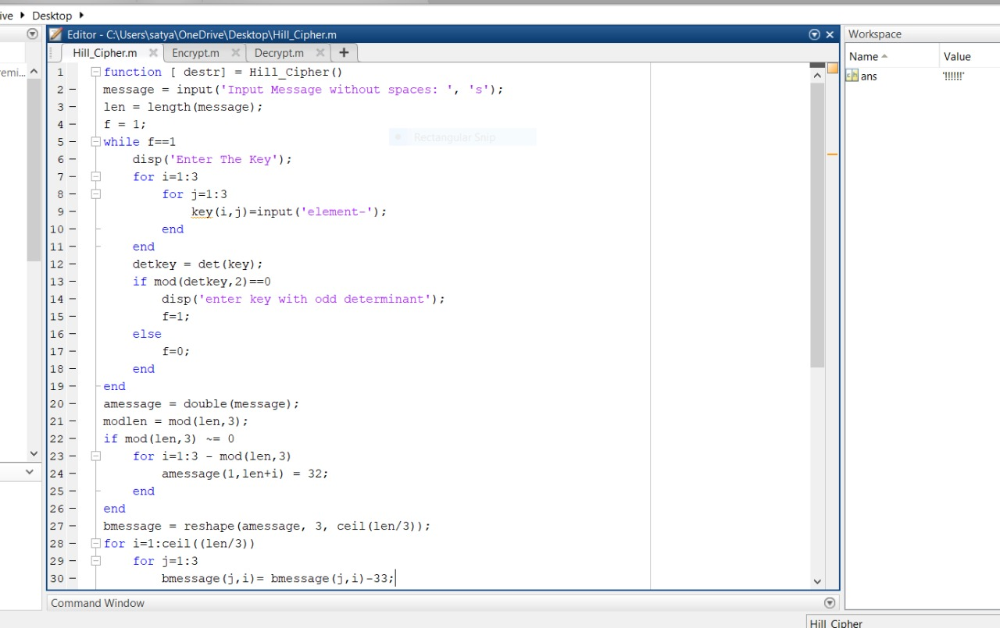 ive ▸ Desktop ▸
Editor - C:\Users\satya\OneDrive\Desktop\Hill_Cipher.m
Workspace
Hill_Cipher.m × Encrypt.m × Decrypt.m × +
Name Value
emi...
ans '!!!!!!'
1 function [ destr] = Hill_Cipher()
2 - message = input('Input Message without spaces: ', 's');
3 - len = length(message);
4 - f = 1;
Rectangular Snip
5 - while f==1
6 - disp('Enter The Key');
7 - for i=1:3
8 - for j=1:3
9 - key(i,j)=input('element-');
10 - end
11 - end
12 - detkey = det(key);
13 - if mod(detkey,2)==0
14 - disp('enter key with odd determinant');
15 - f=1;
16 - else
17 - f=0;
18 - end
19 - end
20 - amessage = double(message);
21 - modlen = mod(len,3);
22 - if mod(len,3) ~= 0
23 - for i=1:3 - mod(len,3)
24 - amessage(1,len+i) = 32;
25 - end
26 - end
27 - bmessage = reshape(amessage, 3, ceil(len/3));
28 - for i=1:ceil((len/3))
29 - for j=1:3
30 - bmessage(j,i)= bmessage(j,i)-33;
Command Window
Hill_Cipher